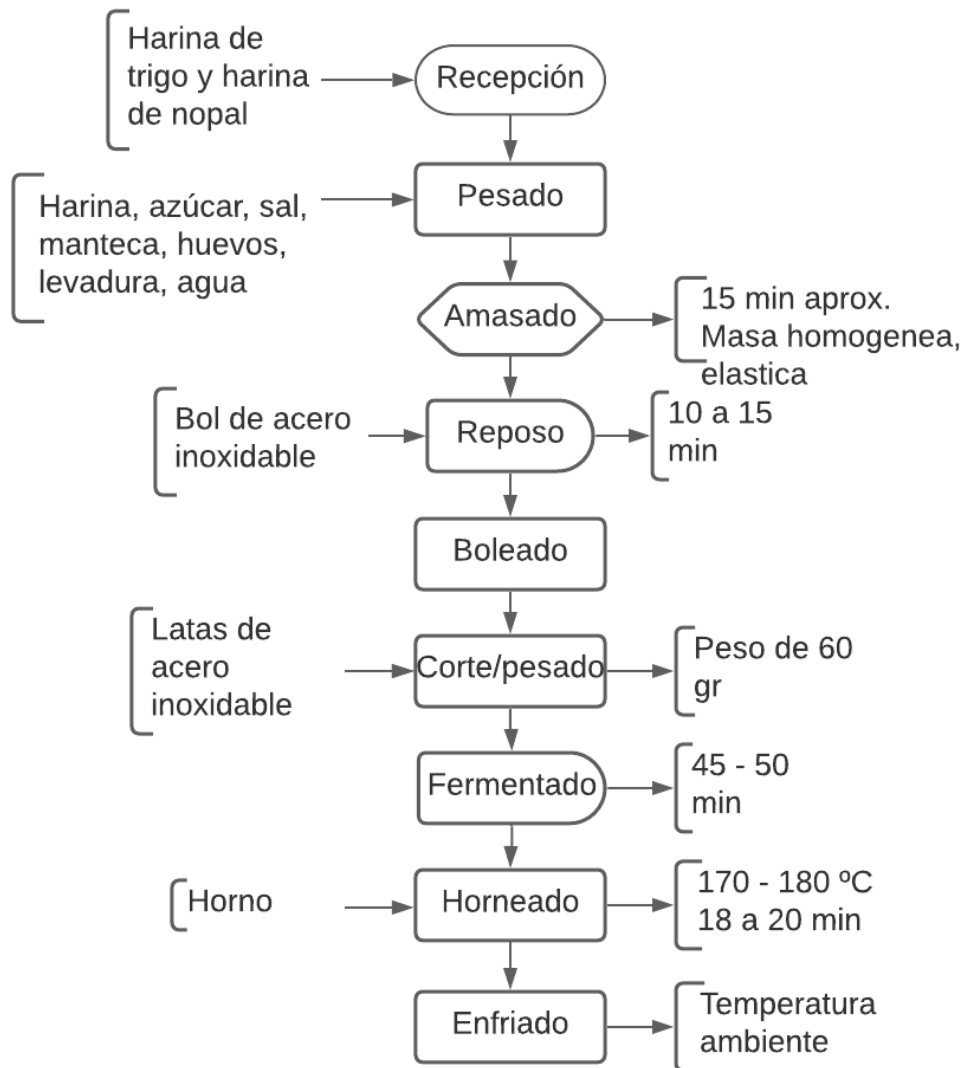 Harina de
trigo y harina
de nopal
Recepción
Harina, azúcar, sal,
manteca, huevos,
levadura, agua
Pesado
Amasado
15 min aprox.
Masa homogenea,
elastica
Bol de acero
inoxidable
Reposo
10 a 15
min
Boleado
Latas de
acero
inoxidable
Corte/pesado
Peso de 60
gr
Fermentado
45 - 50
min
Horno
Horneado
170 - 180 ºC
18 a 20 min
Enfriado
Temperatura
ambiente